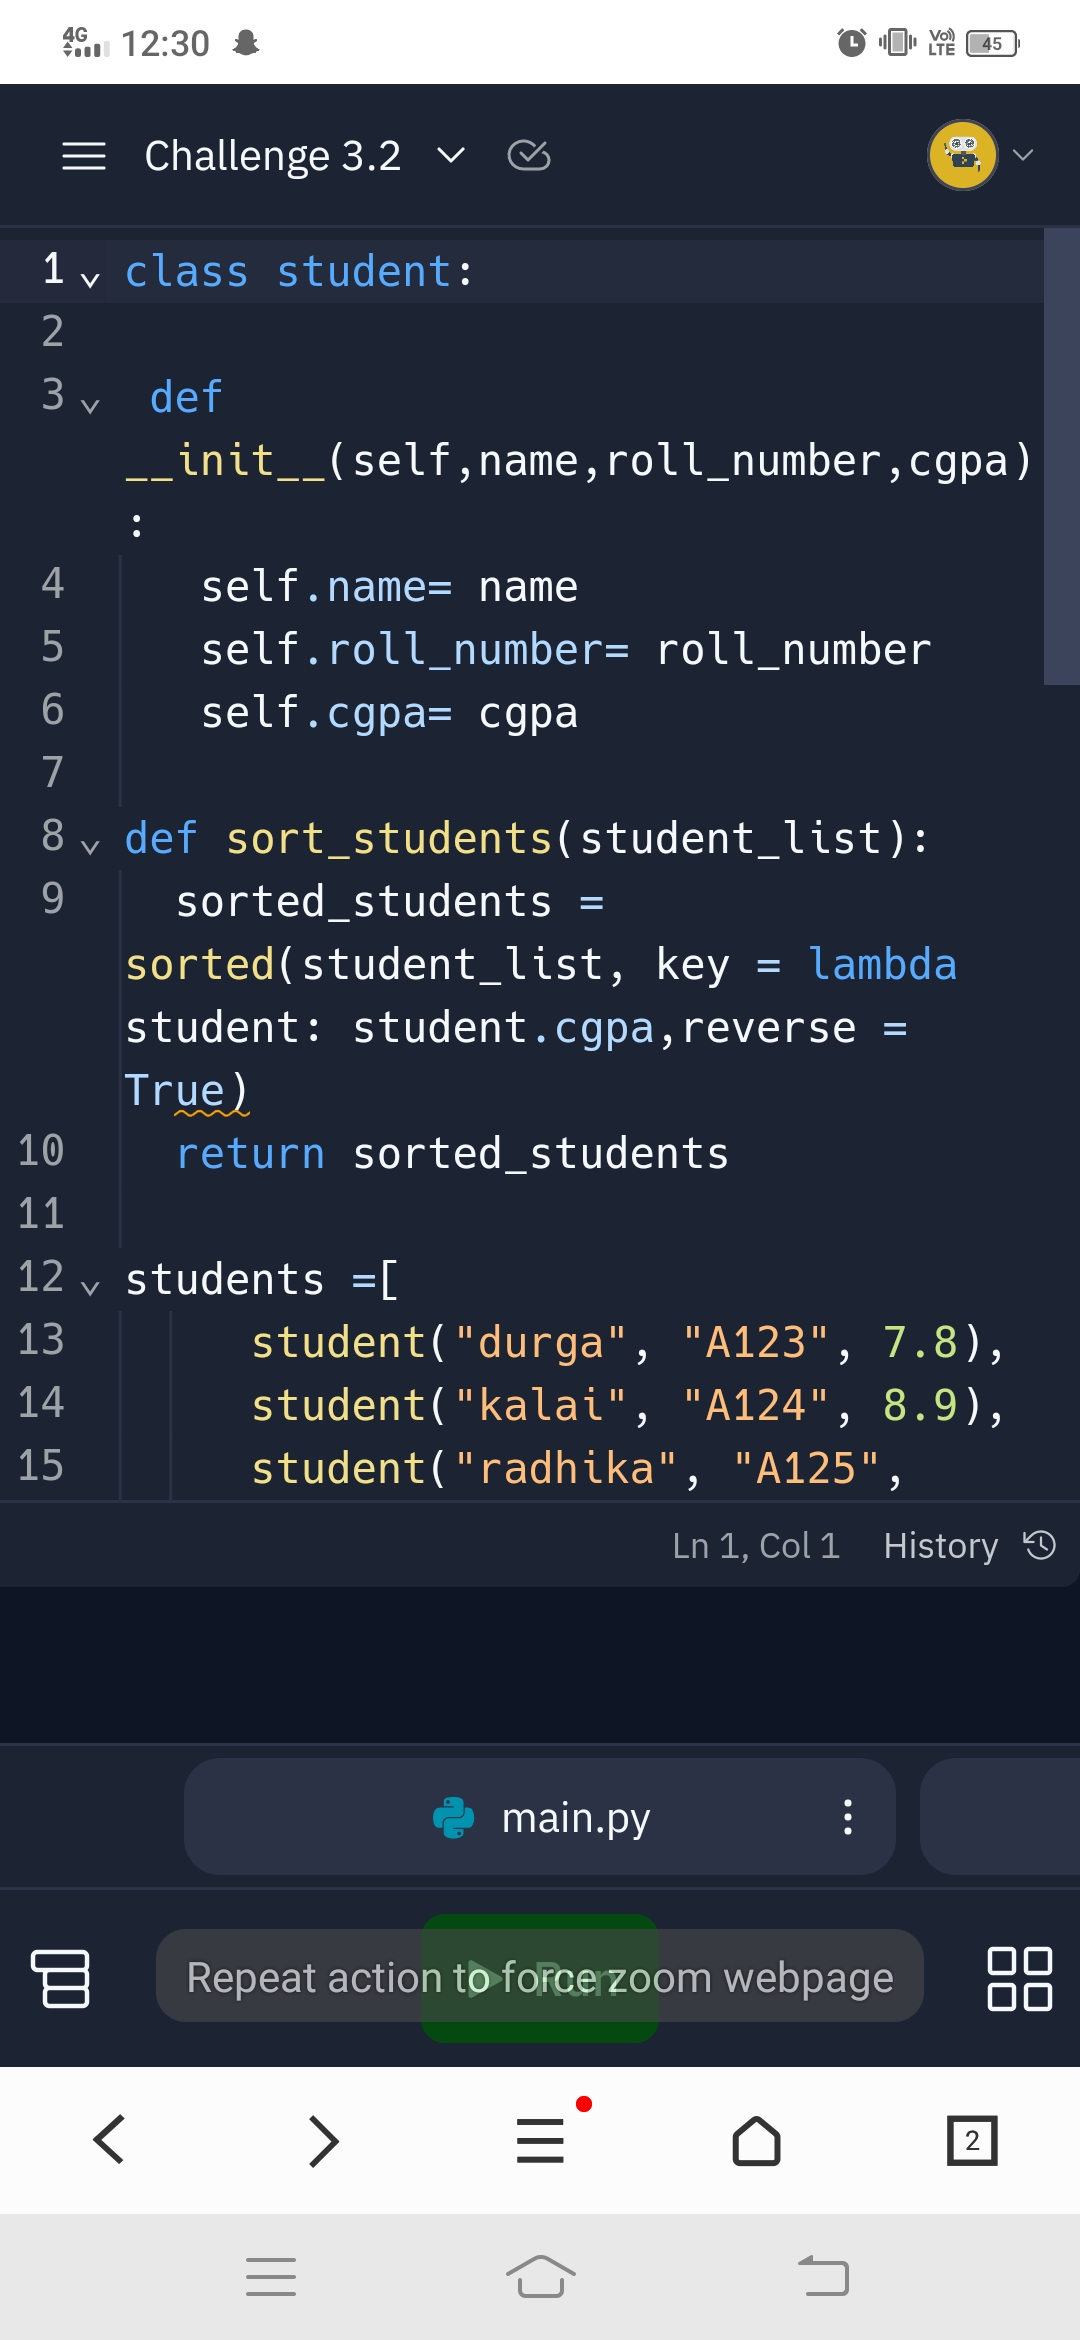 4G 12:30 Vo) LTE 45
Challenge 3.2
1 class student:
2
3 def
__init__(self,name,roll_number,cgpa)
:
4 self.name= name
5 self.roll_number= roll_number
6 self.cgpa= cgpa
7
8 def sort_students(student_list):
9 sorted_students =
sorted(student_list, key = lambda
student: student.cgpa,reverse =
True)
10 return sorted_students
11
12 students =[
13 student("durga", "A123", 7.8),
14 student("kalai", "A124", 8.9),
15 student("radhika", "A125",
Ln 1, Col 1 History
main.py
Run
Repeat action to force zoom webpage
2